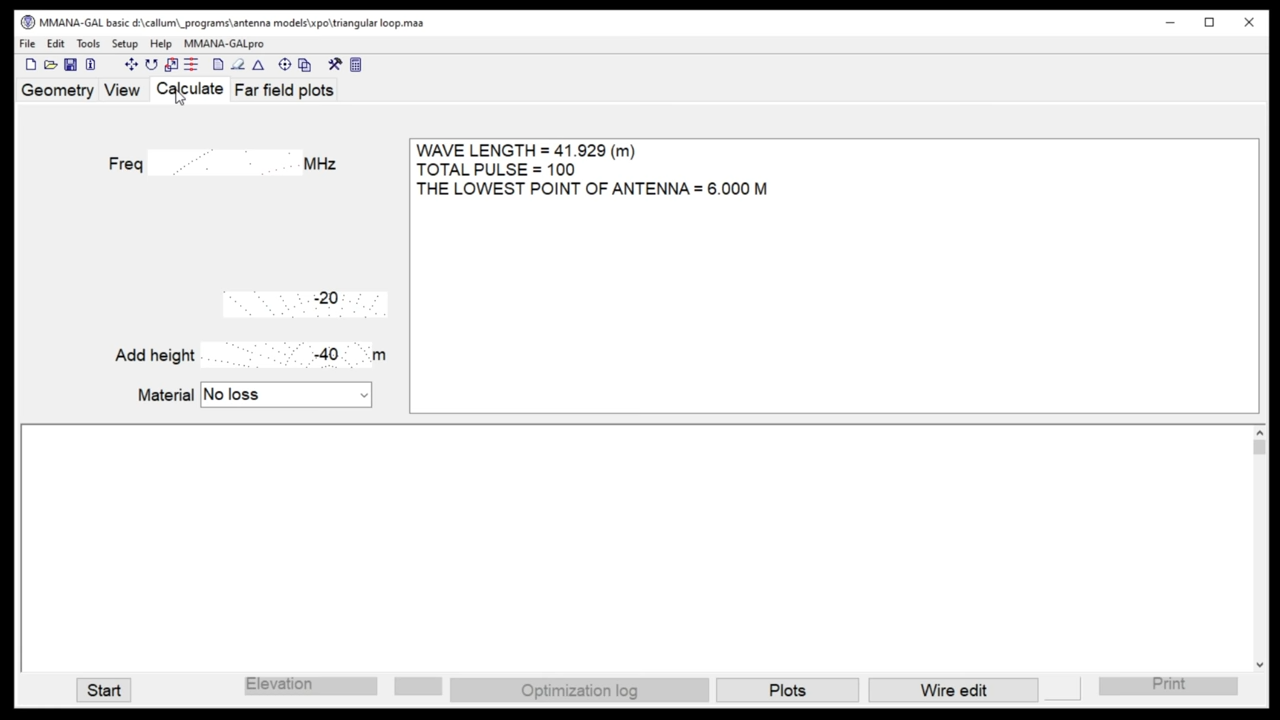 MMANA-GAL basic d:\callum\_programs\antenna models\xpo\triangular loop.maa
File Edit Tools Setup Help MMANA-GALpro
Geometry View Calculate Far field plots
Freq MHz
WAVE LENGTH = 41.929 (m)
TOTAL PULSE = 100
THE LOWEST POINT OF ANTENNA = 6.000 M
-20
Add height -40 m
Material No loss
Start Elevation Optimization log Plots Wire edit Print